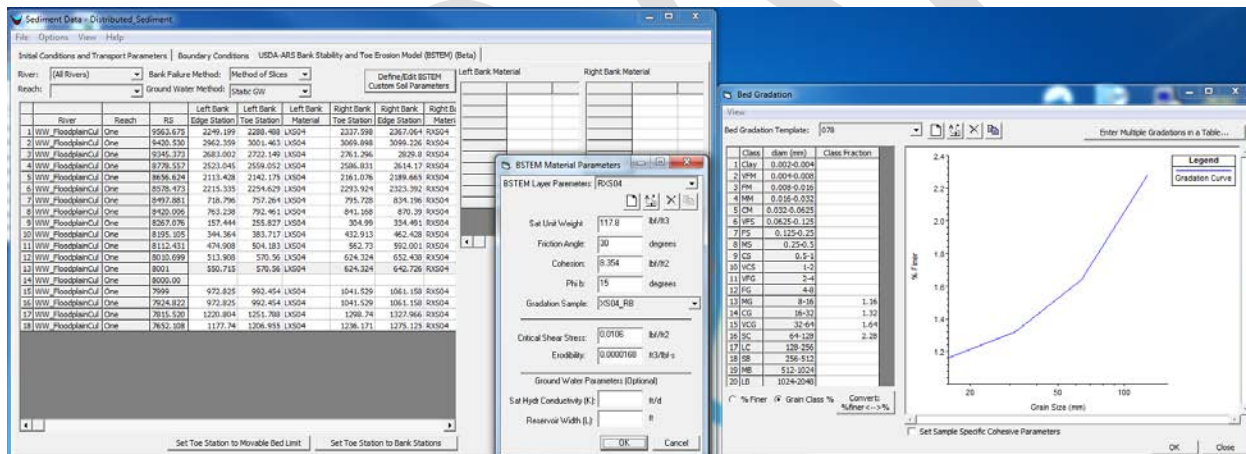 Sediment Data - Distributed_Sediment
File Options View Help
Initial Conditions and Transport Parameters | Boundary Conditions | USDA-ARS Bank Stability and Toe Erosion Model (BSTEM) (Beta)
River: (All Rivers) Bank Failure Method: Method of Slices
Reach: Ground Water Method: Static GW
Define/Edit BSTEM Custom Soil Parameters
Left Bank Material Right Bank Material
Left Bank Left Bank Left Bank Right Bank Right Bank Right Ba
River Reach RS Edge Station Toe Station Material Toe Station Edge Station Materi
1 WW_FloodplainCul One 9563.675 2249.199 2288.488 LXS04 2337.598 2367.064 RXS04
2 WW_FloodplainCul One 9420.530 2962.359 3001.463 LXS04 3069.898 3099.226 RXS04
3 WW_FloodplainCul One 9345.373 2683.002 2722.149 LXS04 2761.296 2829.8 RXS04
4 WW_FloodplainCul One 8778.557 2523.045 2559.052 LXS04 2586.831 2614.17 RXS04
5 WW_FloodplainCul One 8656.624 2113.428 2142.175 LXS04 2161.076 2189.665 RXS04
6 WW_FloodplainCul One 8578.473 2215.335 2254.629 LXS04 2293.924 2323.392 RXS04
7 WW_FloodplainCul One 8497.881 718.796 757.264 LXS04 795.728 834.196 RXS04
8 WW_FloodplainCul One 8420.006 763.238 792.461 LXS04 841.168 870.39 RXS04
9 WW_FloodplainCul One 8267.076 157.444 255.827 LXS04 304.99 334.491 RXS04
10 WW_FloodplainCul One 8195.105 344.364 383.717 LXS04 432.913 462.428 RXS04
11 WW_FloodplainCul One 8112.431 474.908 504.183 LXS04 562.73 592.001 RXS04
12 WW_FloodplainCul One 8010.699 513.908 570.56 LXS04 624.324 652.438 RXS04
13 WW_FloodplainCul One 8001 550.715 570.56 LXS04 624.324 642.726 RXS04
14 WW_FloodplainCul One 8000.00
15 WW_FloodplainCul One 7999 972.825 992.454 LXS04 1041.529 1061.158 RXS04
16 WW_FloodplainCul One 7924.822 972.825 992.454 LXS04 1041.529 1061.158 RXS04
17 WW_FloodplainCul One 7815.520 1220.804 1251.788 LXS04 1298.74 1327.966 RXS04
18 WW_FloodplainCul One 7652.108 1177.74 1206.935 LXS04 1236.171 1275.125 RXS04
Set Toe Station to Movable Bed Limit Set Toe Station to Bank Stations
BSTEM Material Parameters
BSTEM Layer Paremeters: RXS04
Sat Unit Weight 117.8 lbf/ft3
Friction Angle: 30 degrees
Cohesion: 8.354 lbf/ft2
Phi b: 15 degrees
Gradation Sample: XS04_RB
Critical Shear Stress: 0.0106 lbf/ft2
Erodibility: 0.0000168 ft3/lbf-s
Ground Water Parameters (Optional)
Sat Hydr Conductivity (K): ft/d
Reservoir Width (L): ft
OK Cancel
Bed Gradation
View
Bed Gradation Template: 078 Enter Multiple Gradations in a Table...
Class diam (mm) Class Fraction
1 Clay 0.002-0.004
2 VFM 0.004-0.008
3 FM 0.008-0.016
4 MM 0.016-0.032
5 CM 0.032-0.0625
6 VFS 0.0625-0.125
7 FS 0.125-0.25
8 MS 0.25-0.5
9 CS 0.5-1
10 VCS 1-2
11 VFG 2-4
12 FG 4-8
13 MG 8-16 1.16
14 CG 16-32 1.32
15 VCG 32-64 1.64
16 SC 64-128 2.28
17 LC 128-256
18 SB 256-512
19 MB 512-1024
20 LB 1024-2048
% Finer Grain Class % Convert: %finer <--> %
Legend
Gradation Curve
% Finer
2.4
2.2
2.0
1.8
1.6
1.4
1.2
20 50 100
Grain Size (mm)
Set Sample Specific Cohesive Parameters
OK Close